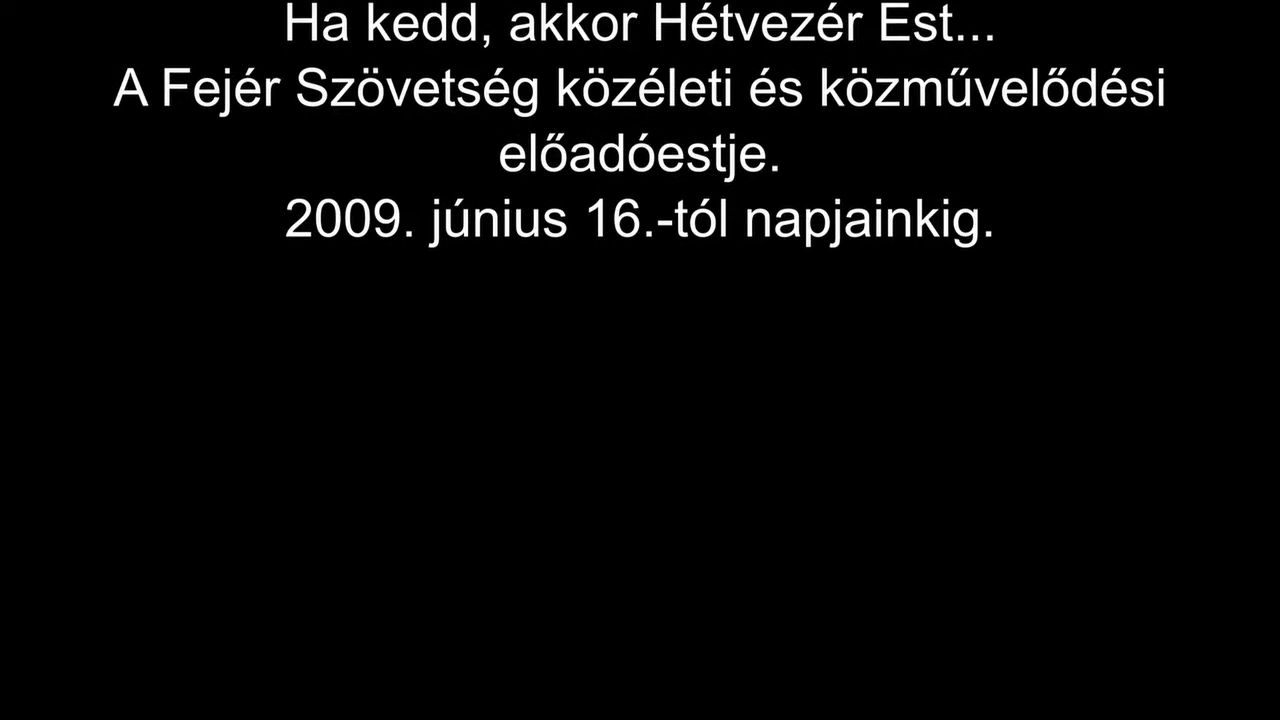 Ha kedd, akkor Hétvezér Est...
A Fejér Szövetség közéleti és közművelődési
előadóestje.
2009. június 16.-tól napjainkig.